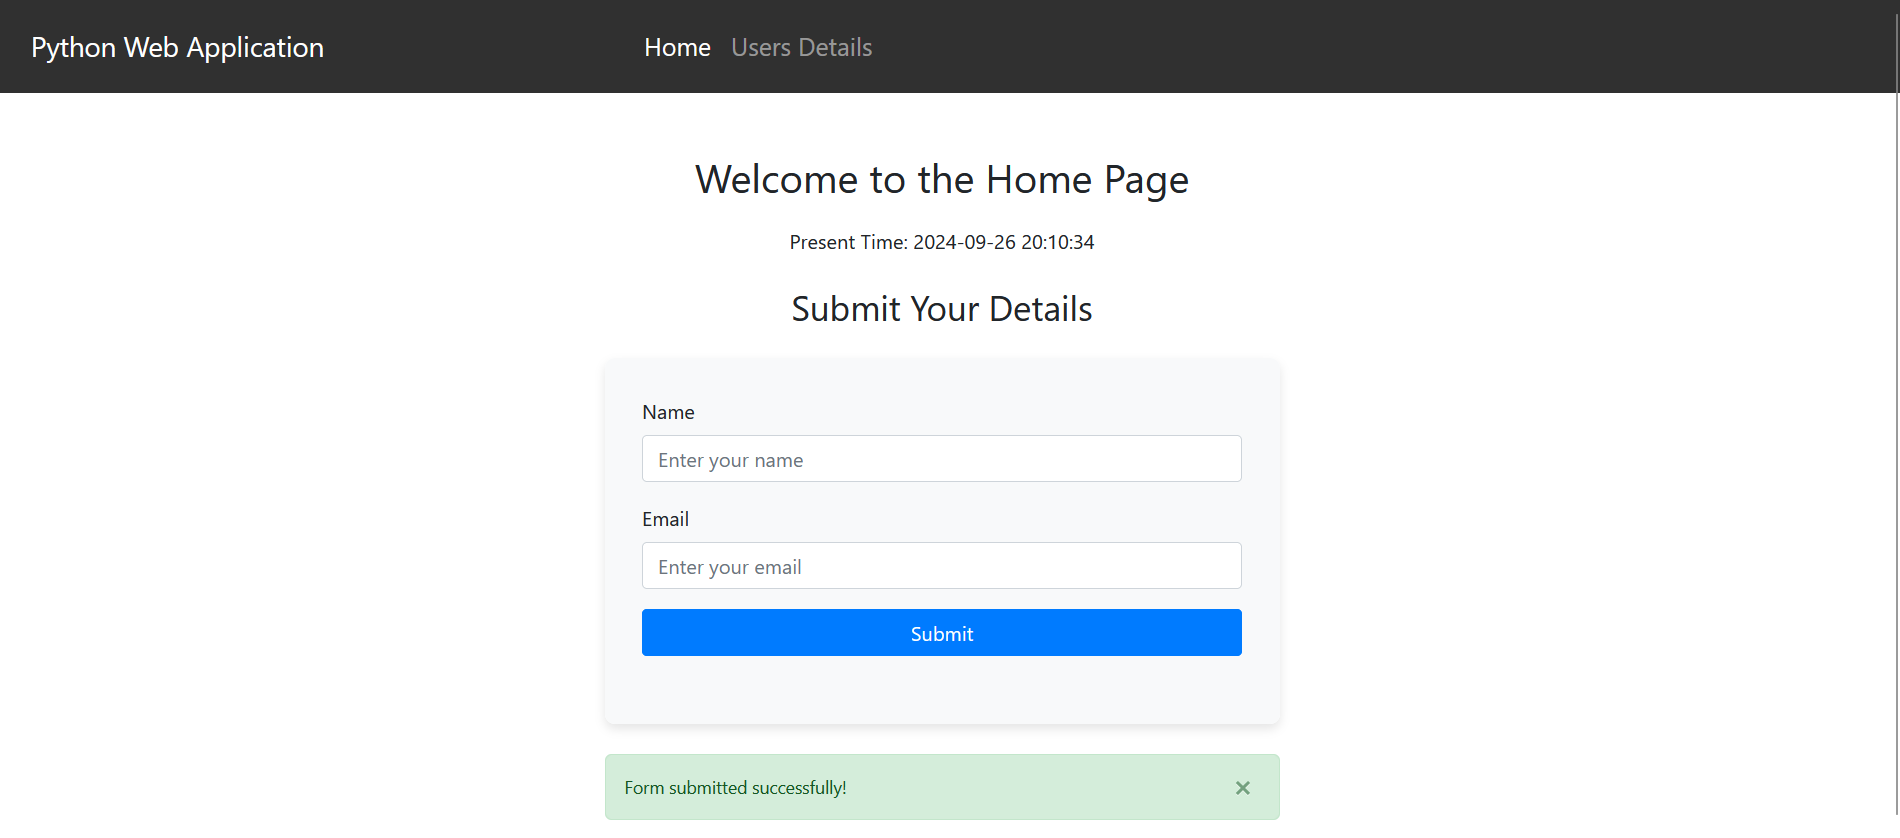 Python Web Application
Home
Users Details
Welcome to the Home Page
Present Time: 2024-09-26 20:10:34
Submit Your Details
Name
Enter your name
Email
Enter your email
Submit
Form submitted successfully!
×